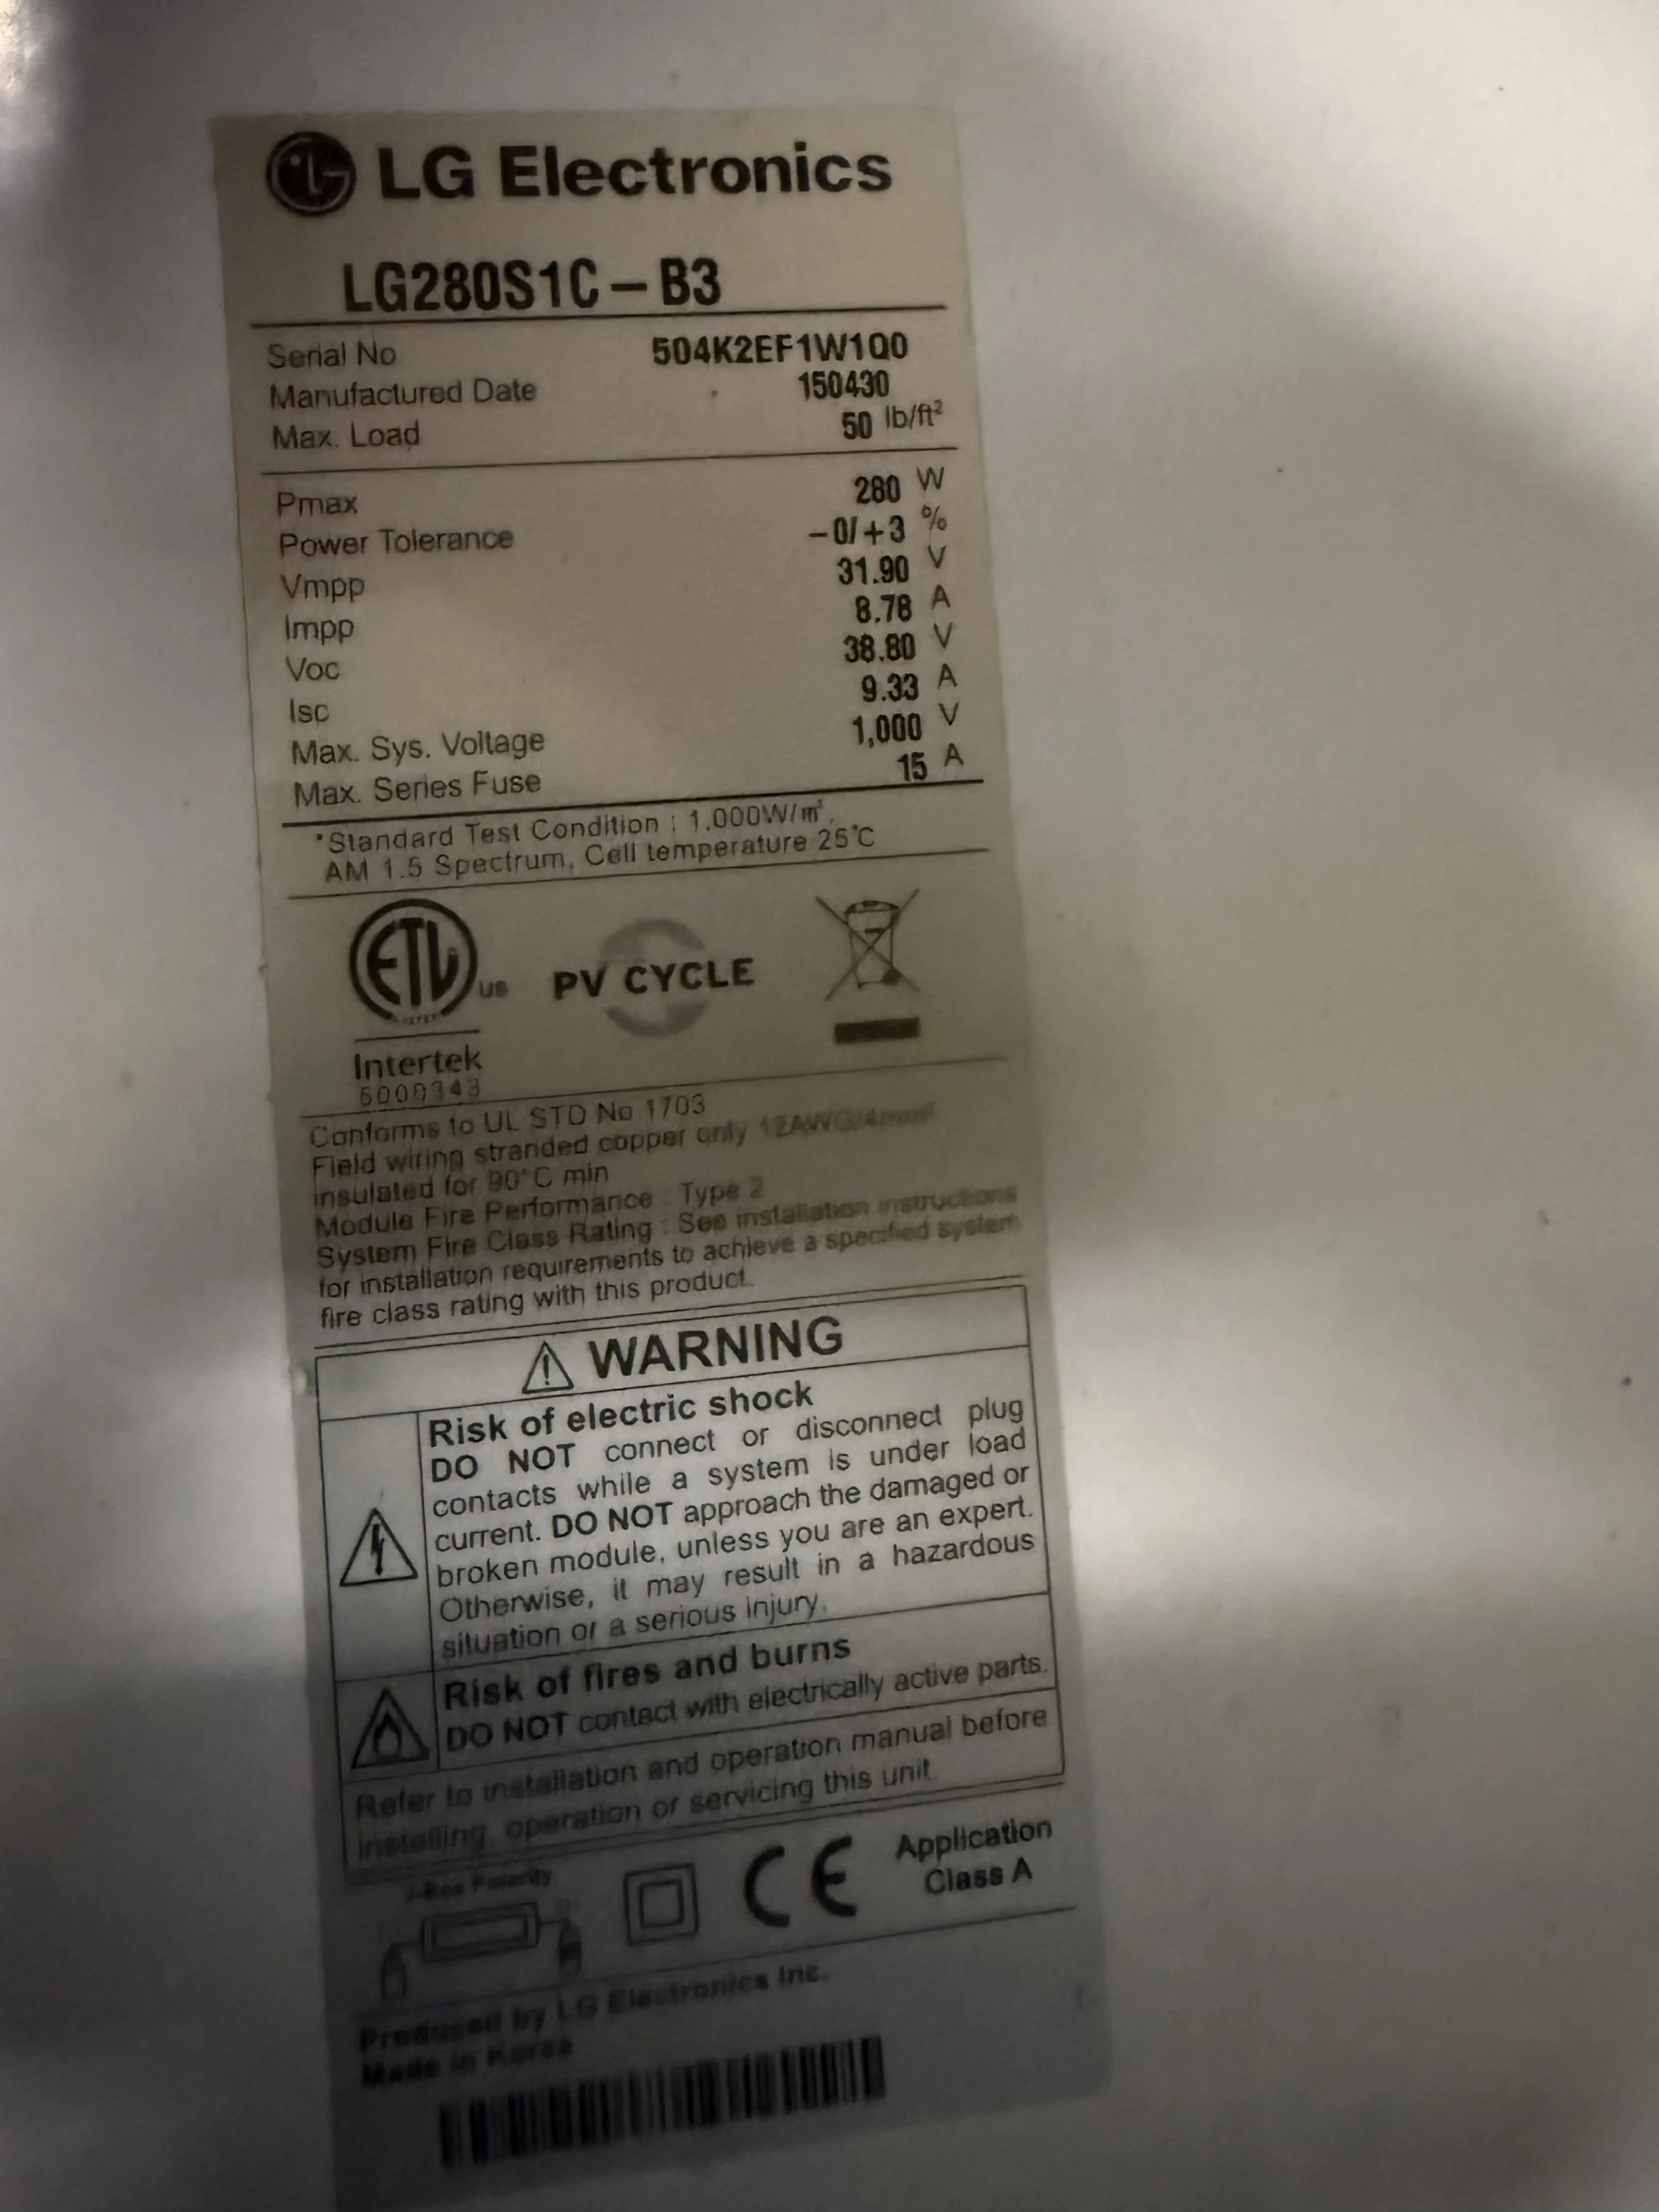 LG Electronics
LG280S1C – B3
Serial No 504K2EF1W1Q0
Manufactured Date 150430
Max. Load 50 lb/ft²
Pmax 280 W
Power Tolerance –0/+3 %
Vmpp 31.90 V
Impp 8.78 A
Voc 38.80 V
Isc 9.33 A
Max. Sys. Voltage 1,000 V
Max. Series Fuse 15 A
*Standard Test Condition : 1,000W/m²,
AM 1.5 Spectrum, Cell temperature 25°C
ETL US
LISTED
PV CYCLE
Intertek
5000343
Conforms to UL STD No 1703
Field wiring stranded copper only 12AWG/4mm²
insulated for 90°C min
Module Fire Performance : Type 2
System Fire Class Rating : See installation instructions
for installation requirements to achieve a specified system
fire class rating with this product.
WARNING
Risk of electric shock
DO NOT connect or disconnect plug
contacts while a system is under load
current. DO NOT approach the damaged or
broken module, unless you are an expert.
Otherwise, it may result in a hazardous
situation or a serious injury.
Risk of fires and burns
DO NOT contact with electrically active parts.
Refer to installation and operation manual before
installing, operation or servicing this unit
J-Box Polarity
CE
Application
Class A
Produced by LG Electronics Inc.
Made in Korea